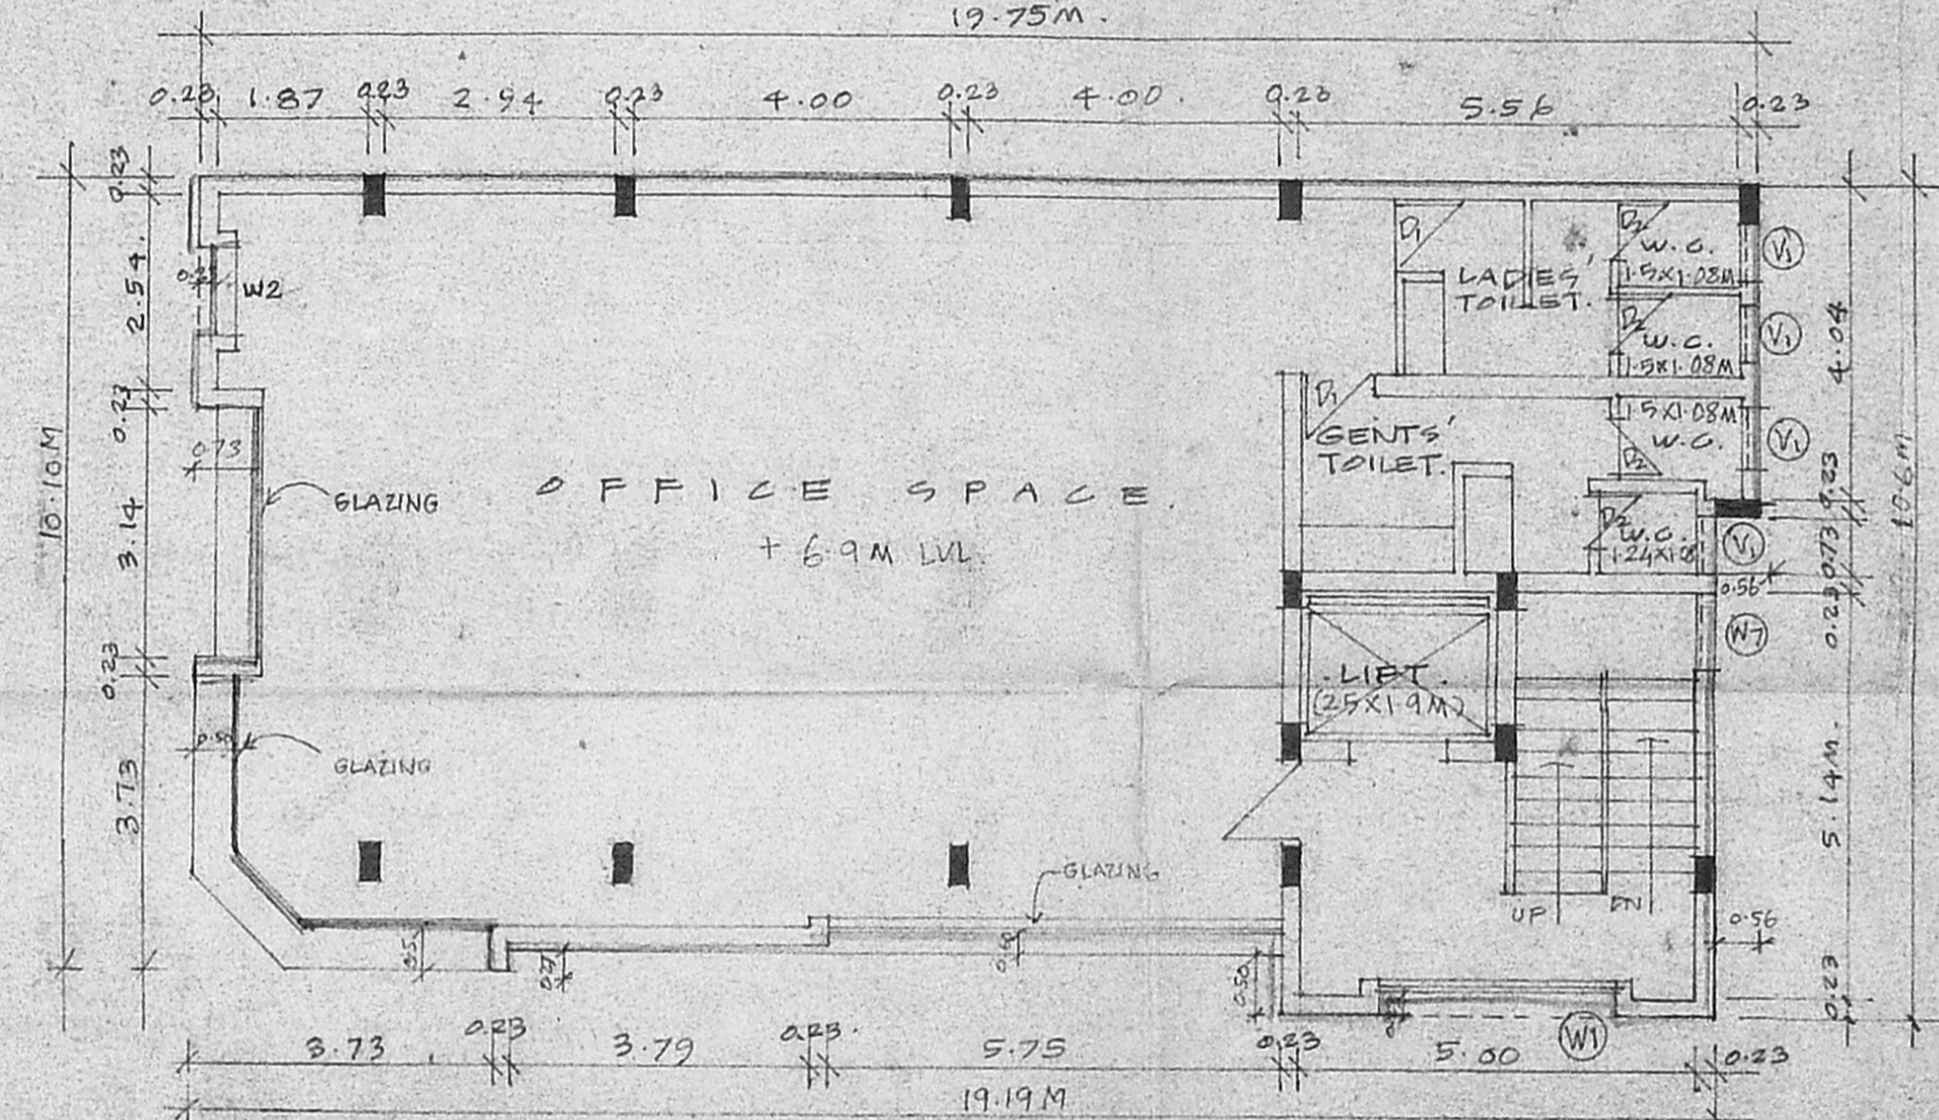 19.75M.
0.23 1.87 0.23 2.94 0.23 4.00 0.23 4.00. 0.23 5.56 0.23
10.10M
0.23
2.54.
0.23
3.14
0.23
3.73
W2
0.73
GLAZING
0.50
GLAZING
OFFICE SPACE.
+ 6.9M LVL.
D1
LADIES'
TOILET.
D2
W.C.
1.5X1.08M
D2
W.C.
1.5X1.08M
D1
GENTS'
TOILET.
1.5X1.08M
W.C.
D2
D2
W.C.
1.24X1.08
V1
V1
V1
V1
0.56
W7
LIFT.
(2.5X1.9M)
UP
DN
GLAZING
0.50
0.56
4.04
0.23
0.73
0.23
5.14M.
0.23
10.6M
W1
3.73 0.23 3.79 0.23. 5.75 0.23 5.00 0.23
19.19M